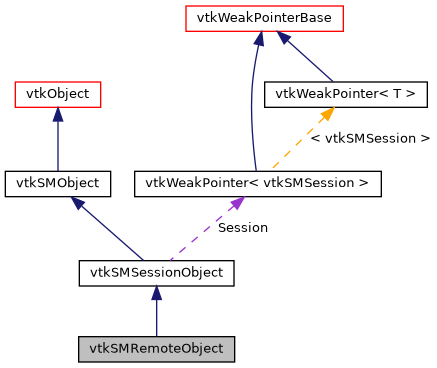 vtkWeakPointerBase
vtkObject
vtkWeakPointer< T >
< vtkSMSession >
vtkSMObject
vtkWeakPointer< vtkSMSession >
Session
vtkSMSessionObject
vtkSMRemoteObject